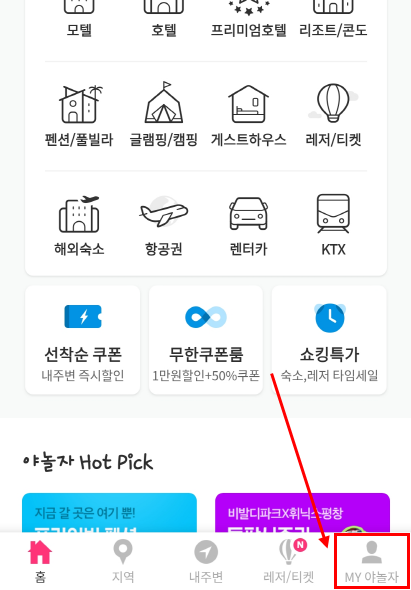 모텔 호텔 프리미엄호텔 리조트/콘도
펜션/풀빌라 글램핑/캠핑 게스트하우스 레저/티켓
해외숙소 항공권 렌터카 KTX
선착순 쿠폰 무한쿠폰룸 쇼킹특가
내주변 즉시할인 1만원할인+50%쿠폰 숙소,레저 타임세일
야놀자 Hot Pick
지금 갈 곳은 여기 뿐! 비발디파크X휘닉스평창
N
홈 지역 내주변 레저/티켓 MY 야놀자